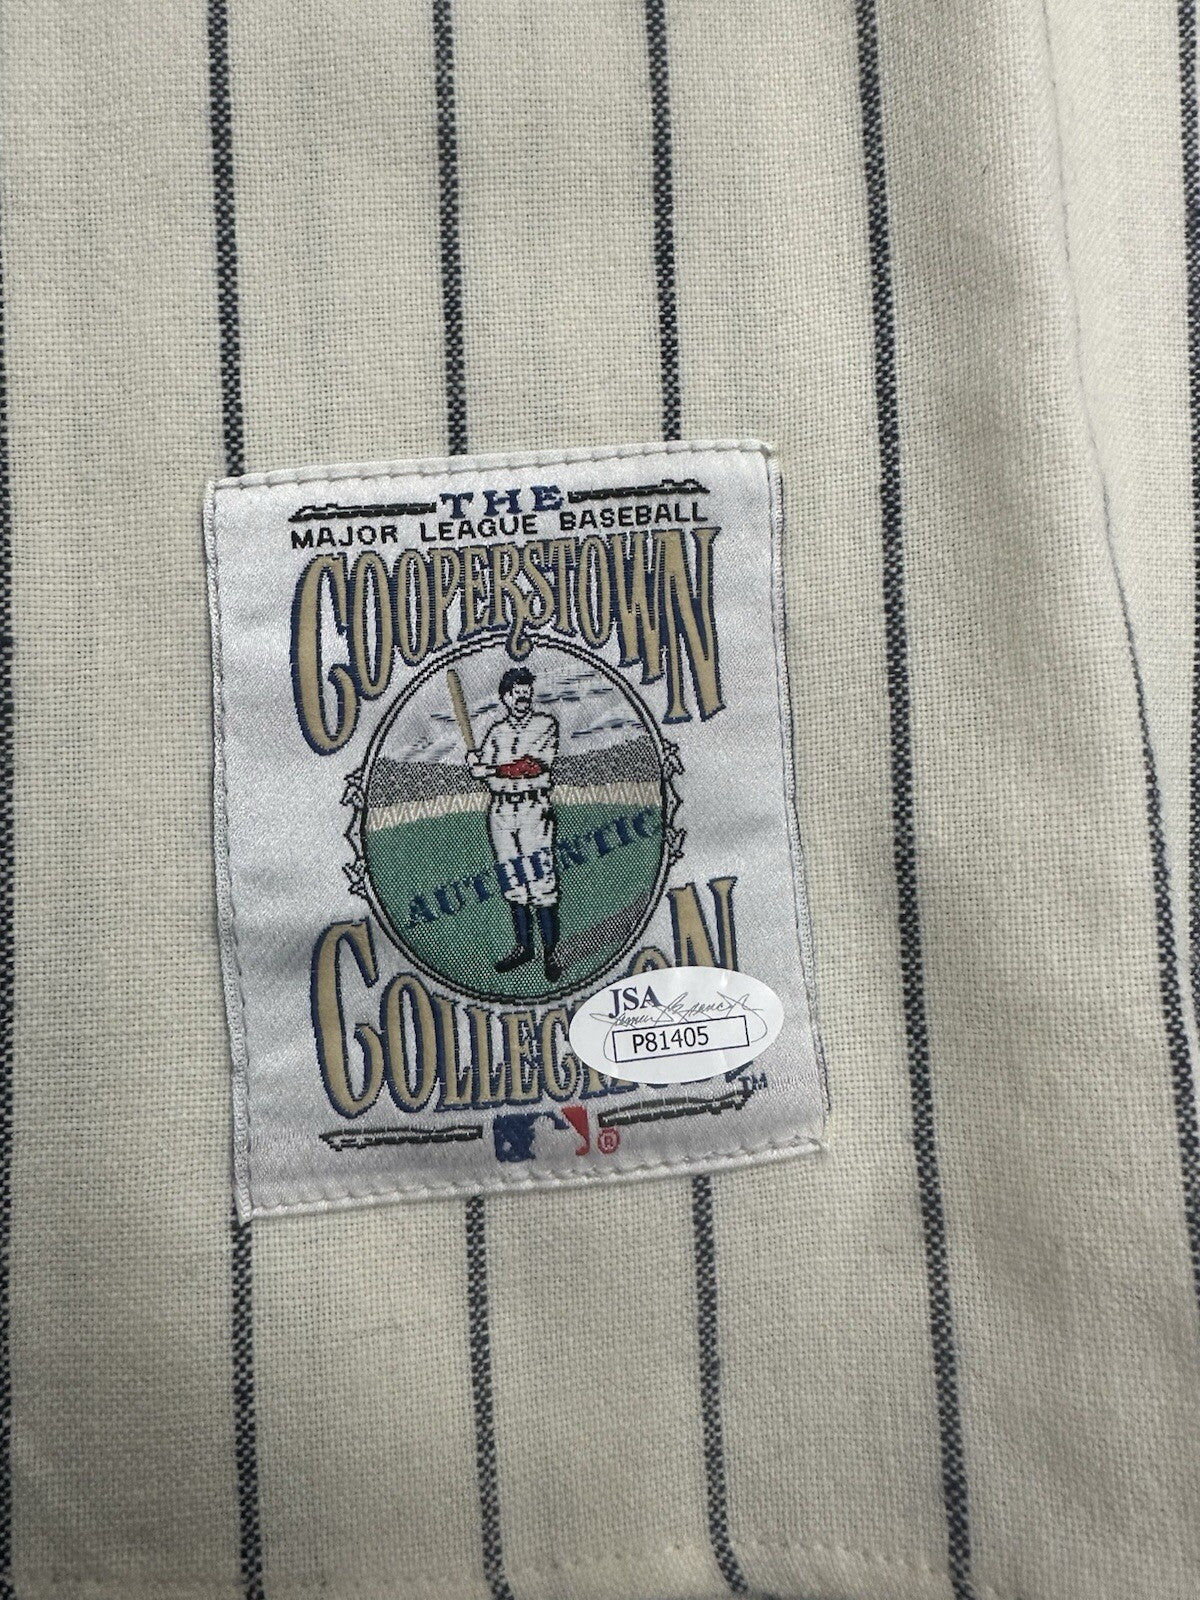 THE
MAJOR LEAGUE BASEBALL
COOPERSTOWN
AUTHENTIC
COLLECTION
JSA
P81405
TM
®